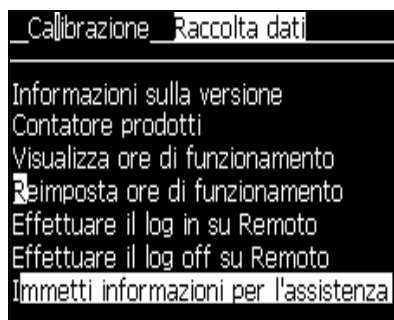 _Calibrazione_ Raccolta dati
Informazioni sulla versione
Contatore prodotti
Visualizza ore di funzionamento
Reimposta ore di funzionamento
Effettuare il log in su Remoto
Effettuare il log off su Remoto
Immetti informazioni per l'assistenza